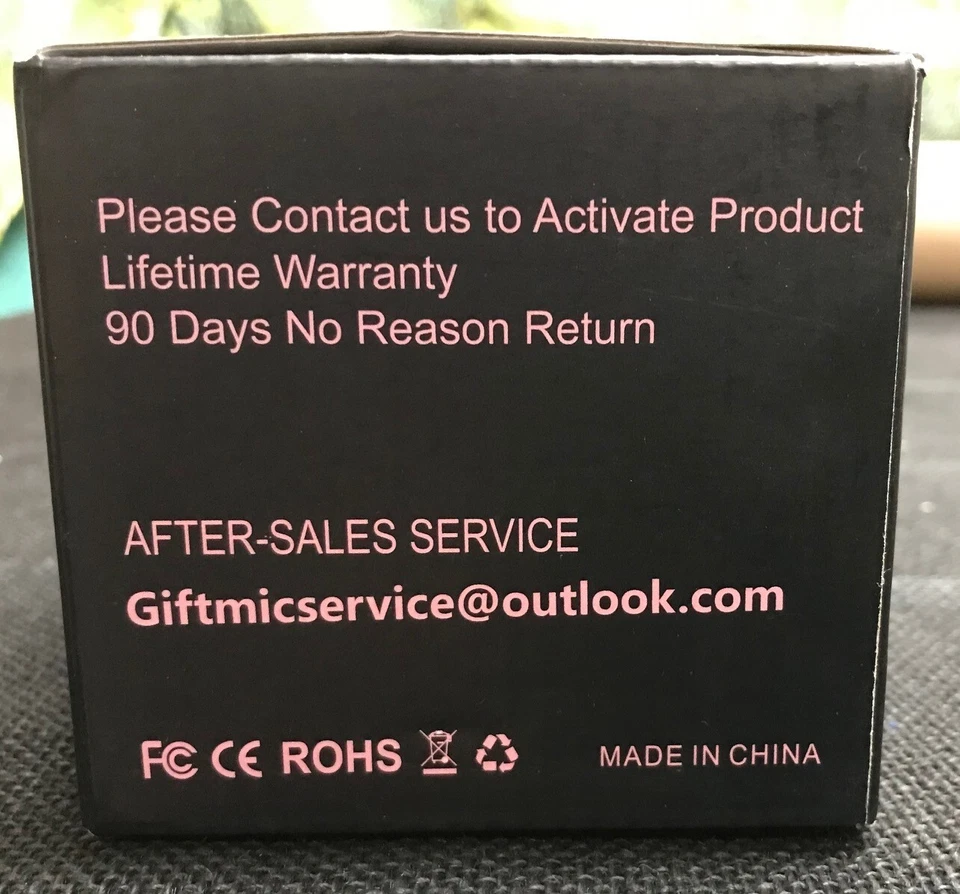 Please Contact us to Activate Product
Lifetime Warranty
90 Days No Reason Return
AFTER-SALES SERVICE
Giftmicservice@outlook.com
FC CE ROHS MADE IN CHINA